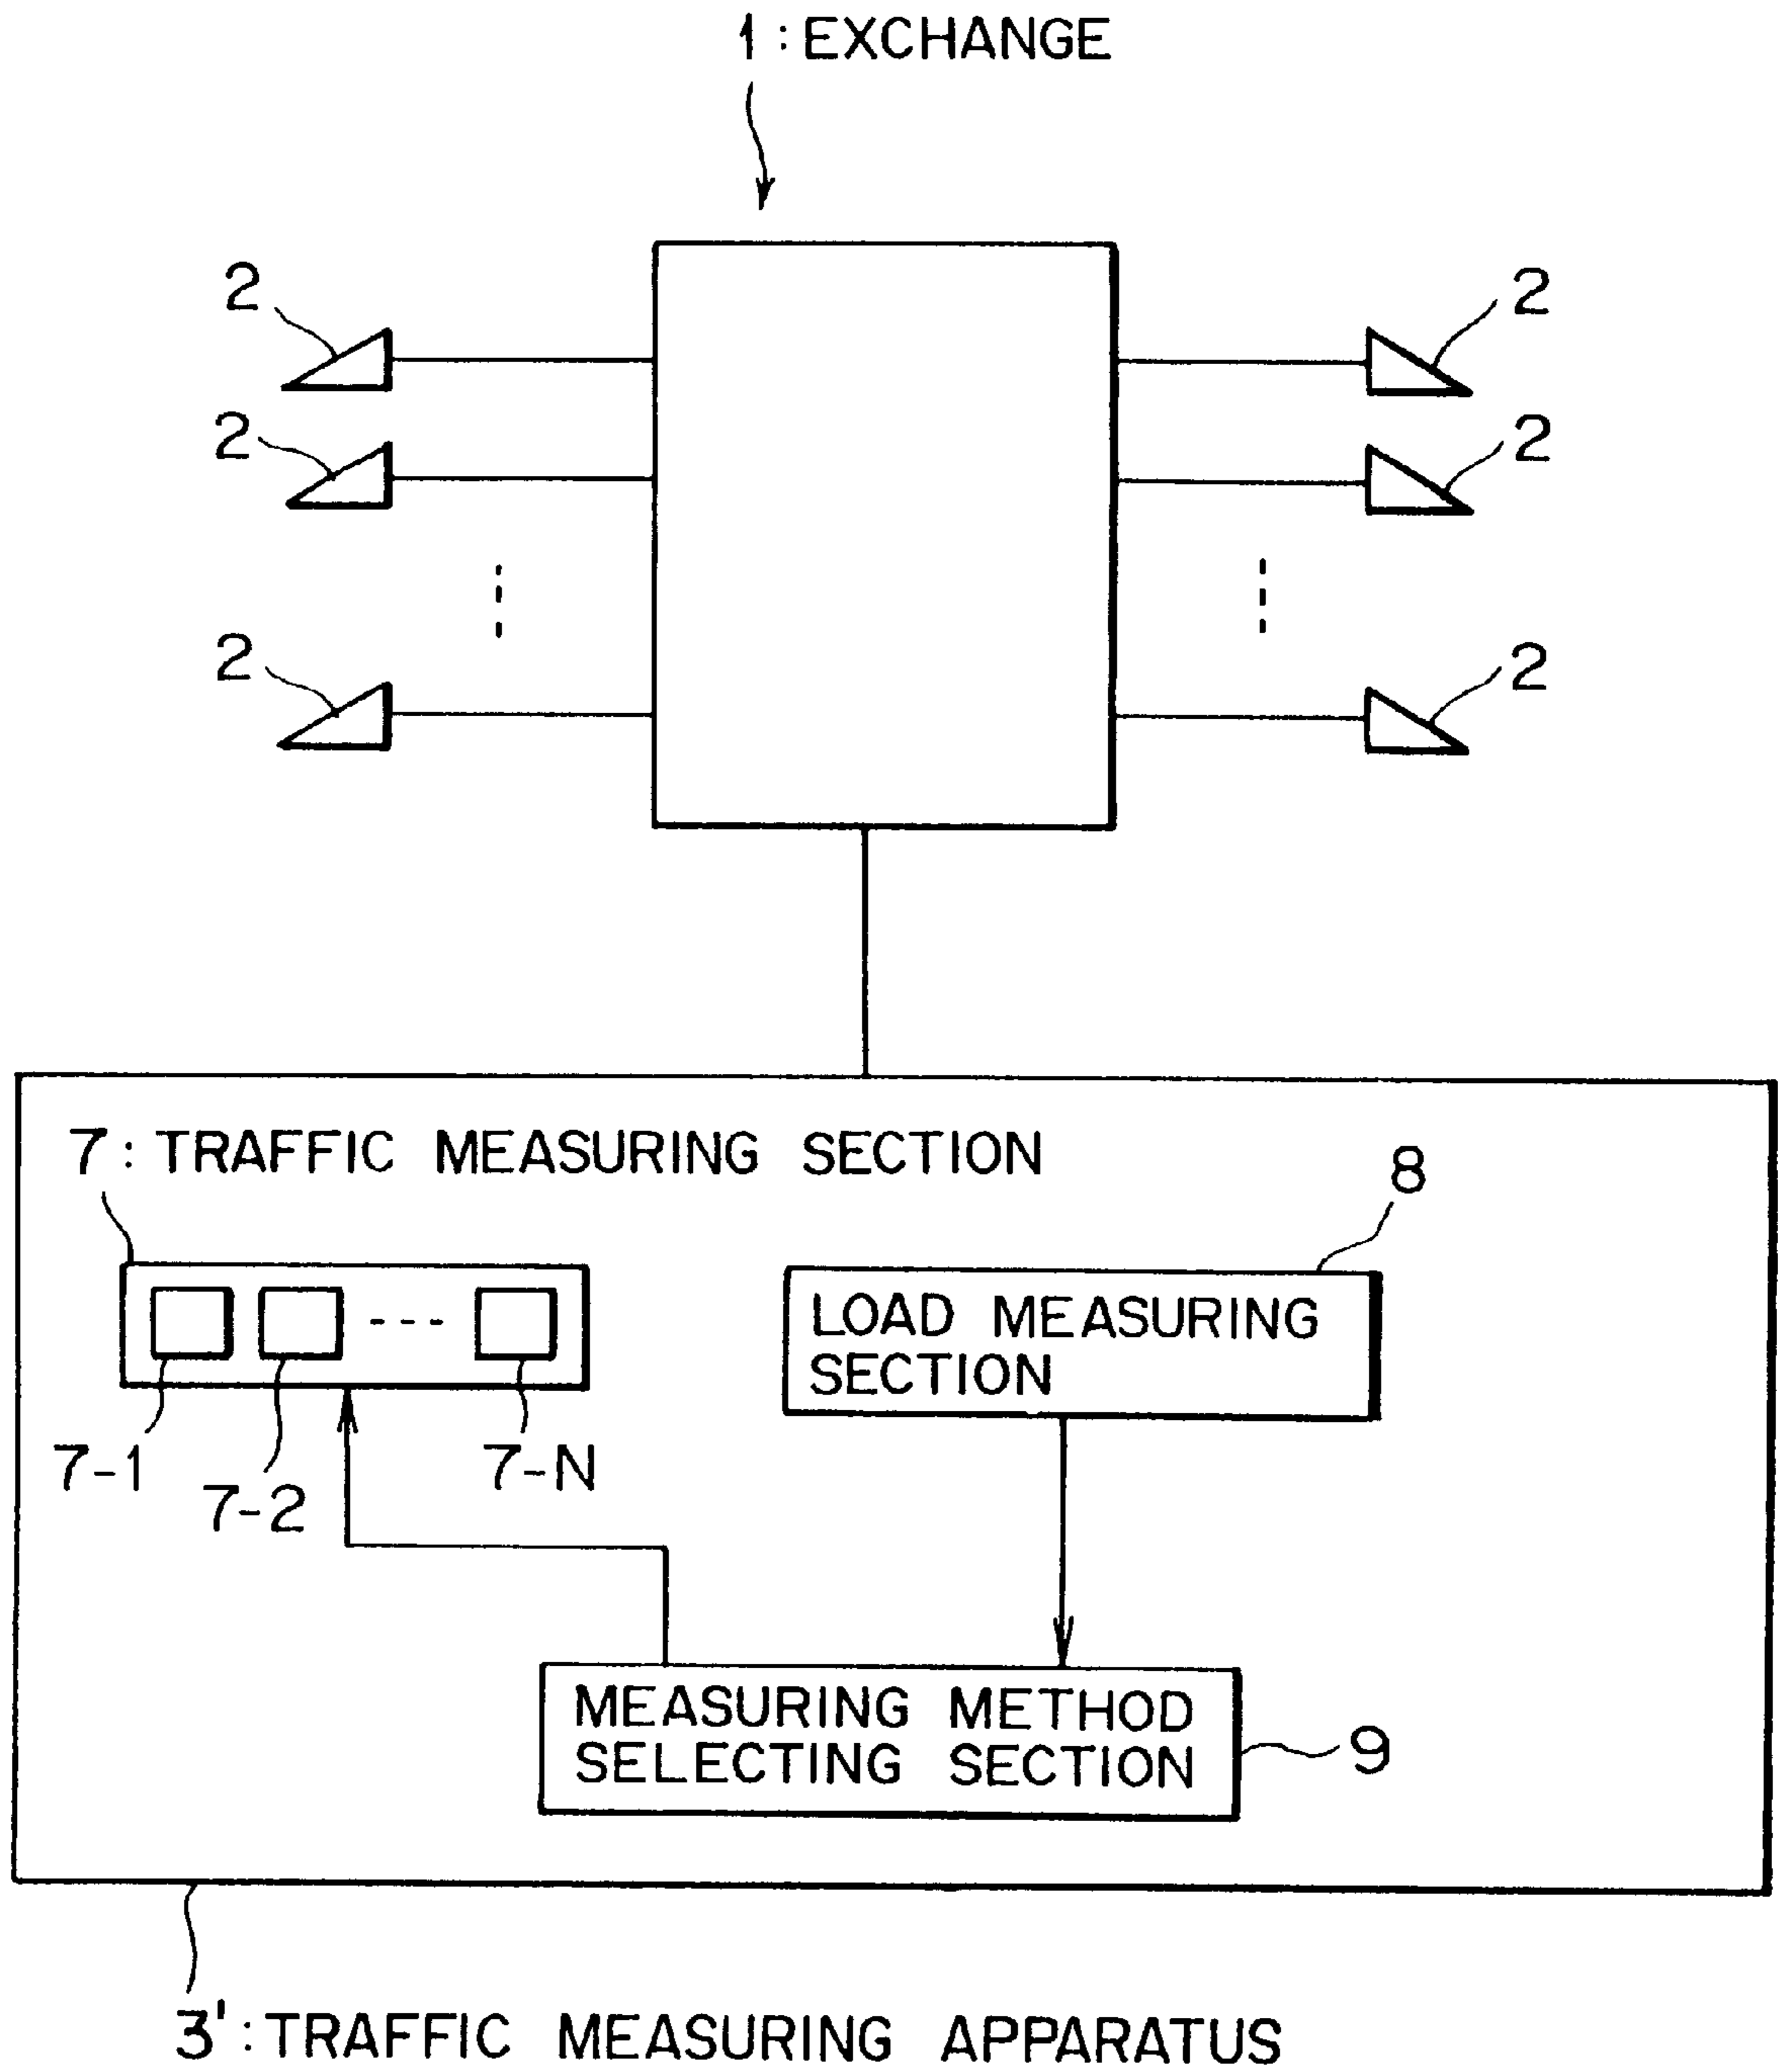 1 : EXCHANGE
2
2
2
2
2
2
7 : TRAFFIC MEASURING SECTION
8
LOAD MEASURING
SECTION
7-1
7-2
7-N
MEASURING METHOD
SELECTING SECTION
9
3' : TRAFFIC MEASURING APPARATUS